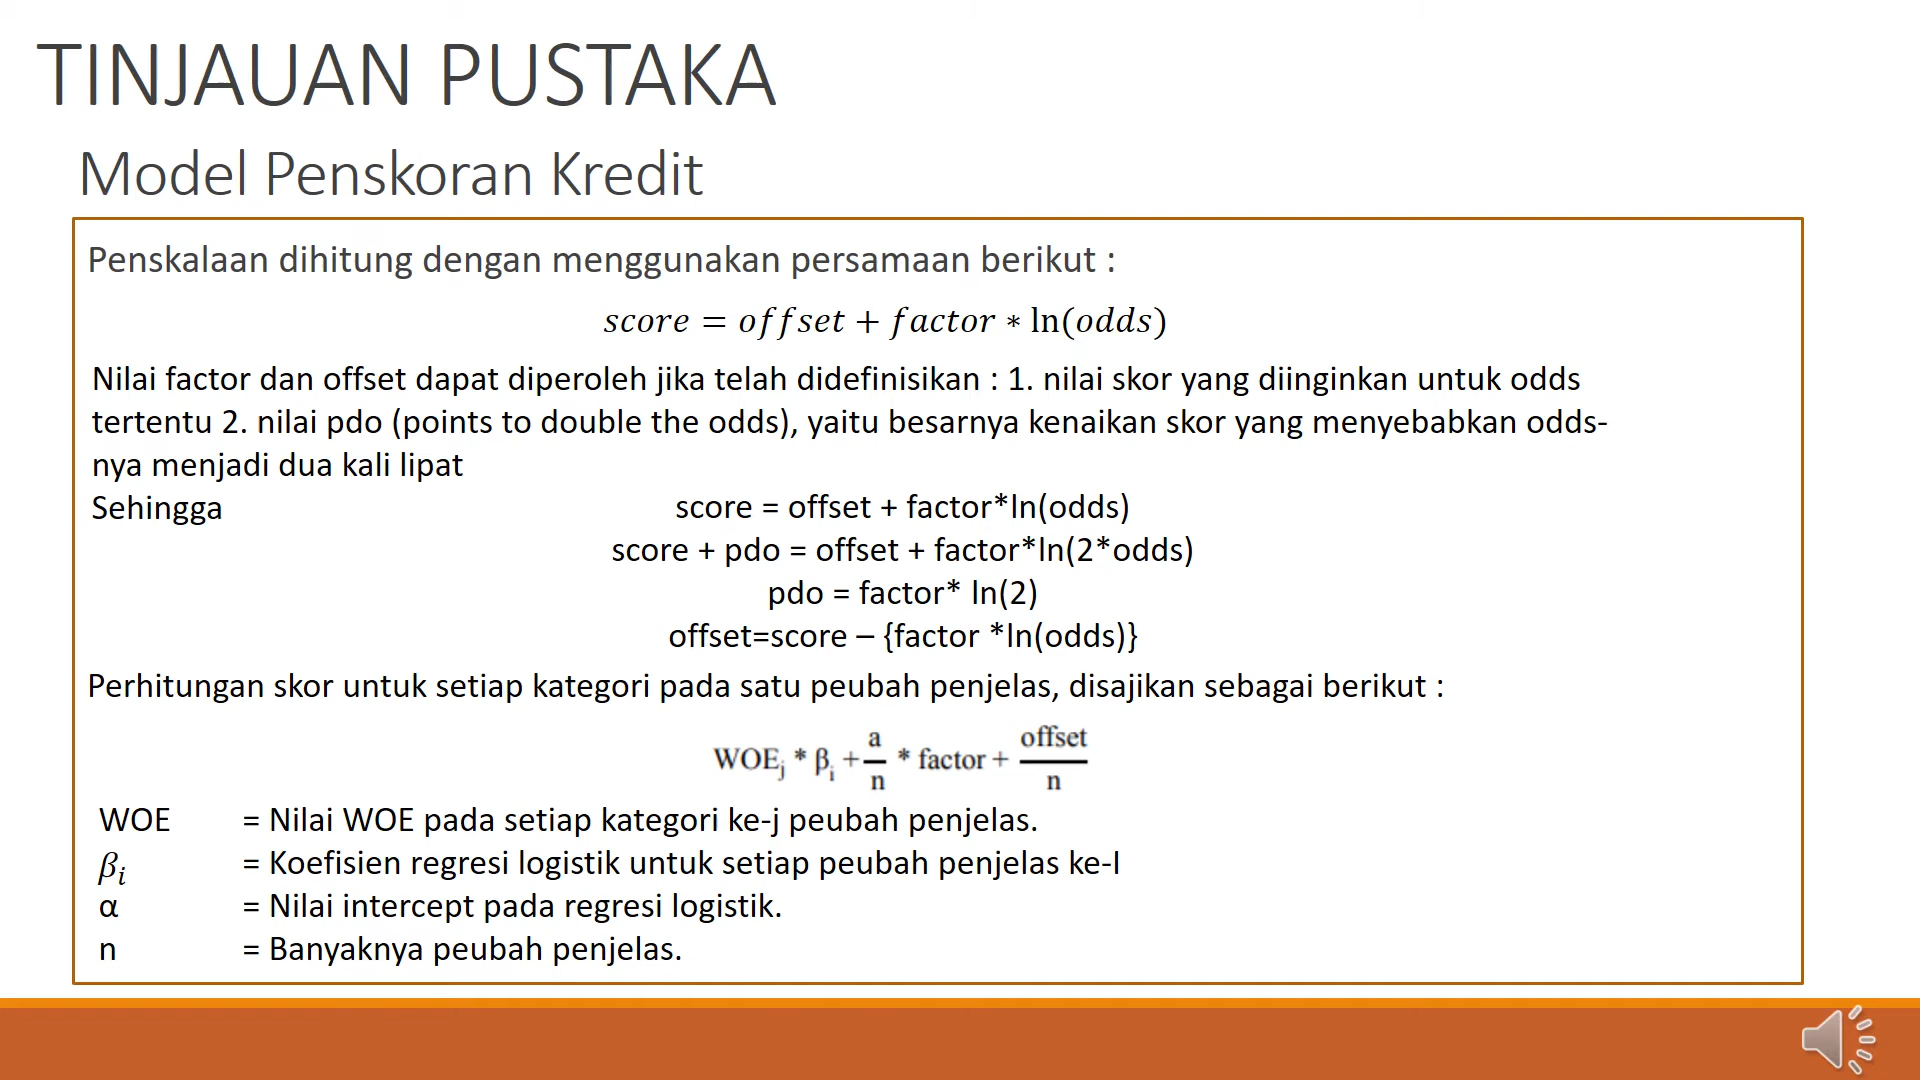 TINJAUAN PUSTAKA
Model Penskoran Kredit
Penskalaan dihitung dengan menggunakan persamaan berikut :
score = offset + factor ∗ ln(odds)
Nilai factor dan offset dapat diperoleh jika telah didefinisikan : 1. nilai skor yang diinginkan untuk odds
tertentu 2. nilai pdo (points to double the odds), yaitu besarnya kenaikan skor yang menyebabkan odds-
nya menjadi dua kali lipat
Sehingga score = offset + factor*ln(odds)
score + pdo = offset + factor*ln(2*odds)
pdo = factor* ln(2)
offset=score – {factor *ln(odds)}
Perhitungan skor untuk setiap kategori pada satu peubah penjelas, disajikan sebagai berikut :
WOEj * βi + a/n * factor + offset/n
WOE = Nilai WOE pada setiap kategori ke-j peubah penjelas.
βi = Koefisien regresi logistik untuk setiap peubah penjelas ke-I
α = Nilai intercept pada regresi logistik.
n = Banyaknya peubah penjelas.